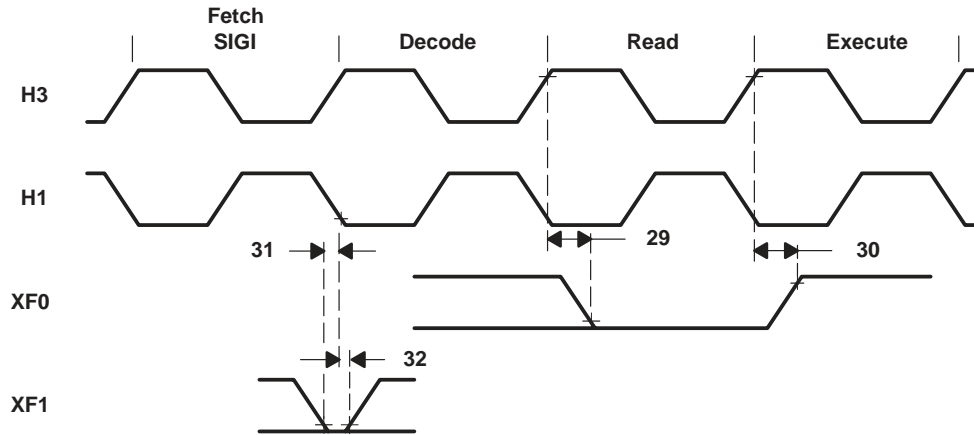 Fetch
SIGI
Decode
Read
Execute
H3
H1
31
29
30
XF0
32
XF1